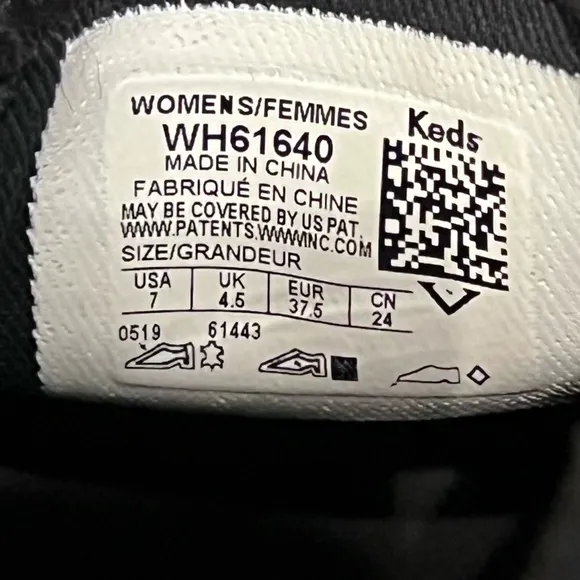 WOMENS/FEMMES
Keds
WH61640
MADE IN CHINA
FABRIQUÉ EN CHINE
MAY BE COVERED BY US PAT.
WWW.PATENTS.WWWINC.COM
SIZE/GRANDEUR
USA UK EUR CN
7 4.5 37.5 24
0519 61443